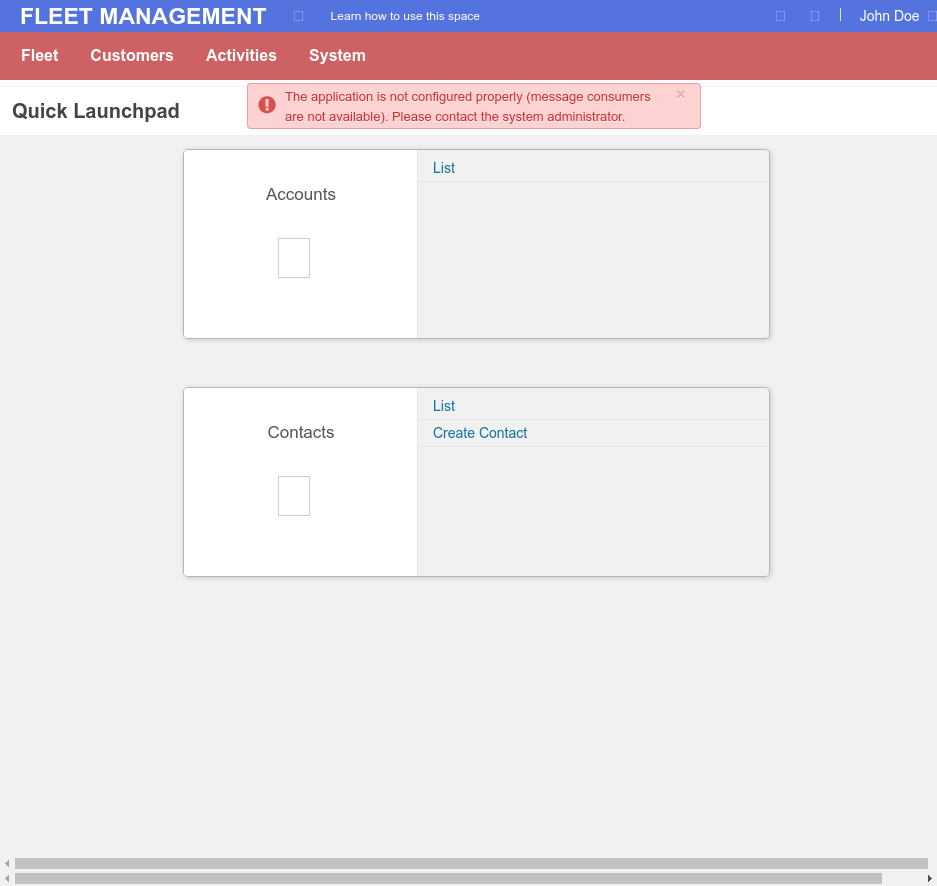 FLEET MANAGEMENT
Learn how to use this space
John Doe
Fleet
Customers
Activities
System
Quick Launchpad
The application is not configured properly (message consumers
are not available). Please contact the system administrator.
×
Accounts
List
Contacts
List
Create Contact